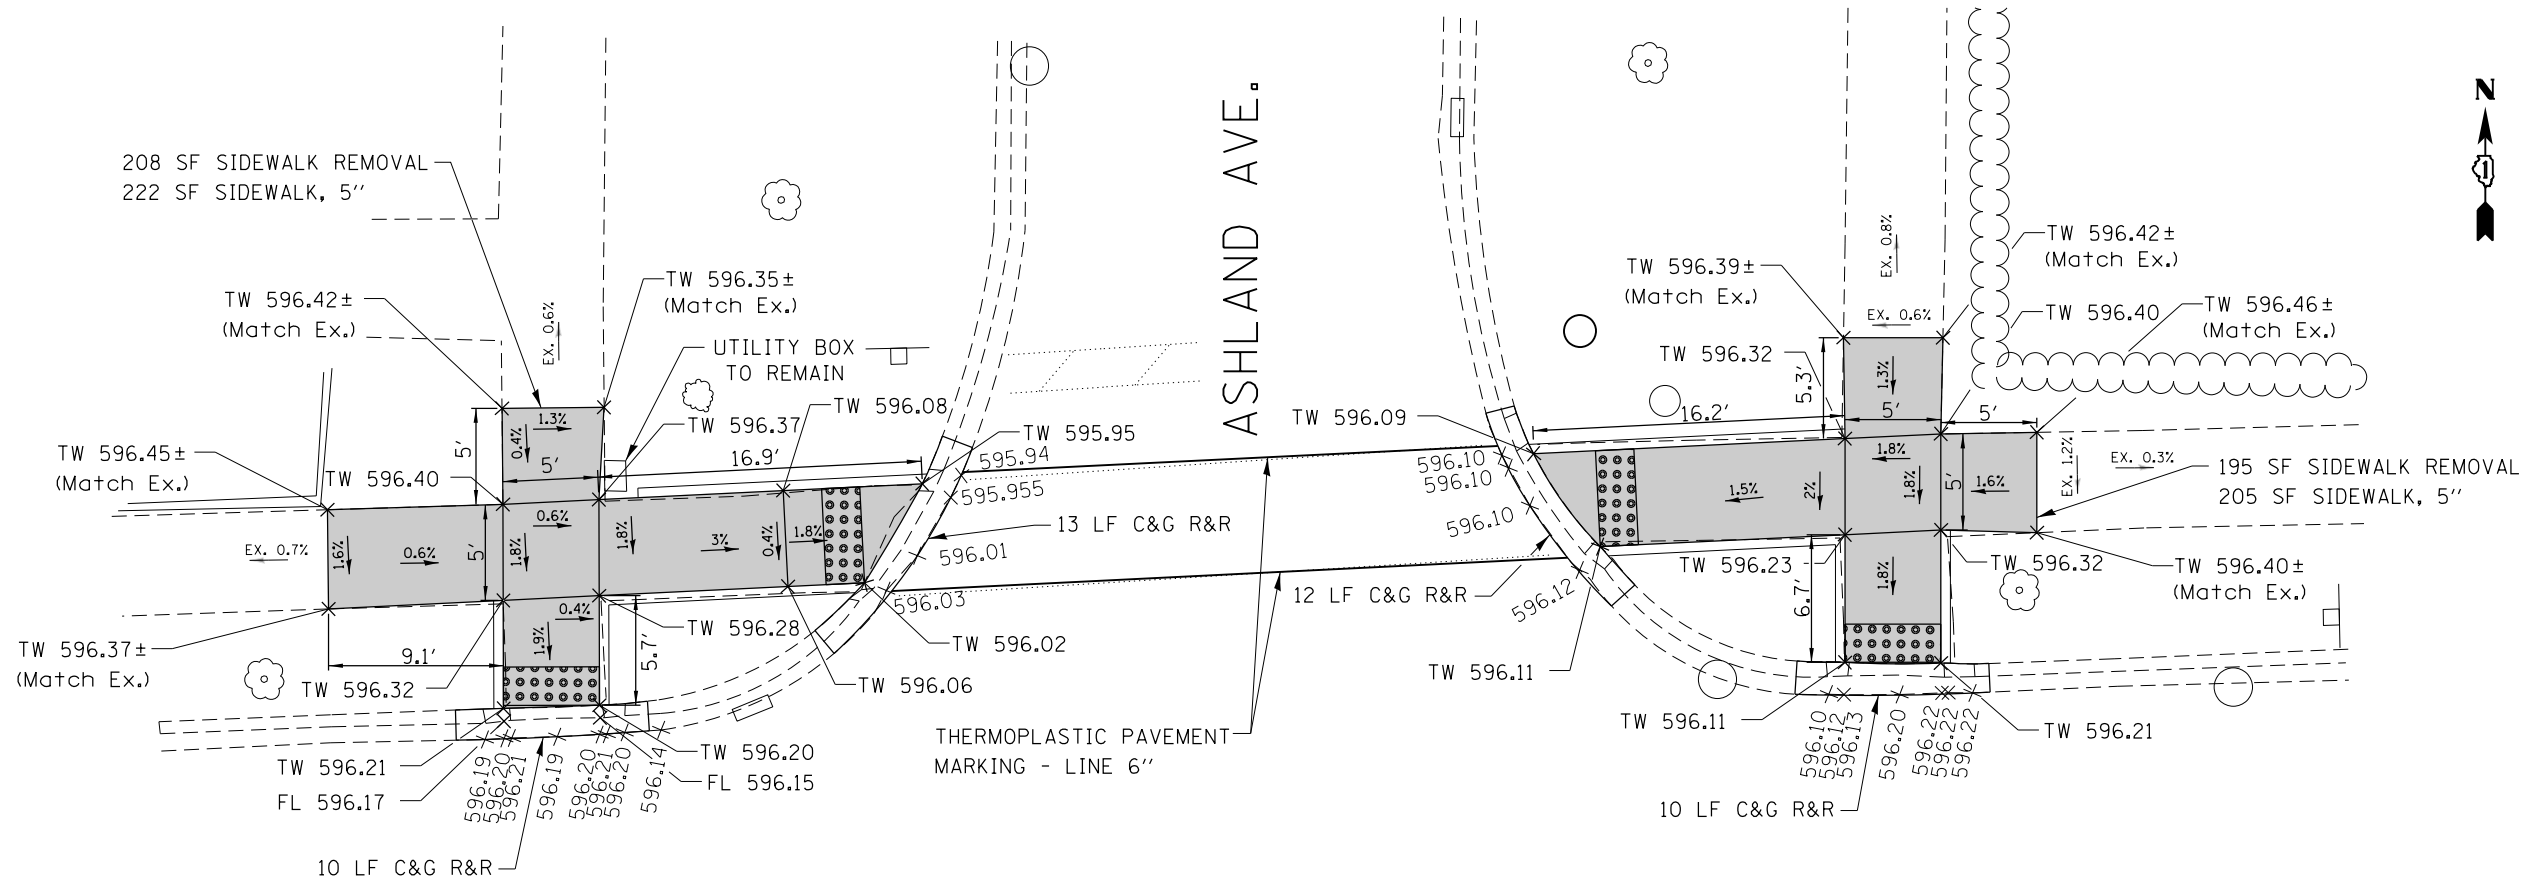 N
1
ASHLAND AVE.
208 SF SIDEWALK REMOVAL
222 SF SIDEWALK, 5''
TW 596.42±
(Match Ex.)
TW 596.35±
(Match Ex.)
EX. 0.6%
UTILITY BOX
TO REMAIN
TW 596.08
TW 596.37
TW 595.95
595.94
595.955
TW 596.45±
(Match Ex.)
TW 596.40
5'
1.3%
0.4%
5'
16.9'
EX. 0.7%
1.6%
0.6%
5'
0.6%
1.8%
1.8%
3%
0.4%
1.8%
13 LF C&G R&R
596.01
596.03
TW 596.02
TW 596.06
TW 596.28
5.7'
0.4%
1.9%
TW 596.37±
(Match Ex.)
9.1'
TW 596.32
TW 596.21
FL 596.17
TW 596.20
FL 596.15
596.19
596.20
596.21
596.19
596.20
596.21
596.20
596.14
10 LF C&G R&R
THERMOPLASTIC PAVEMENT
MARKING - LINE 6''
TW 596.39±
(Match Ex.)
EX. 0.8%
TW 596.42±
(Match Ex.)
EX. 0.6%
TW 596.40
TW 596.46±
(Match Ex.)
TW 596.32
5.3'
1.3%
TW 596.09
16.2'
5'
5'
596.10
596.10
596.10
596.12
1.5%
2%
1.8%
1.8%
5'
1.6%
EX. 1.2%
EX. 0.3%
195 SF SIDEWALK REMOVAL
205 SF SIDEWALK, 5''
12 LF C&G R&R
TW 596.23
6.7'
1.8%
TW 596.32
TW 596.40±
(Match Ex.)
TW 596.11
TW 596.11
TW 596.21
596.10
596.12
596.13
596.20
596.22
596.22
596.22
10 LF C&G R&R